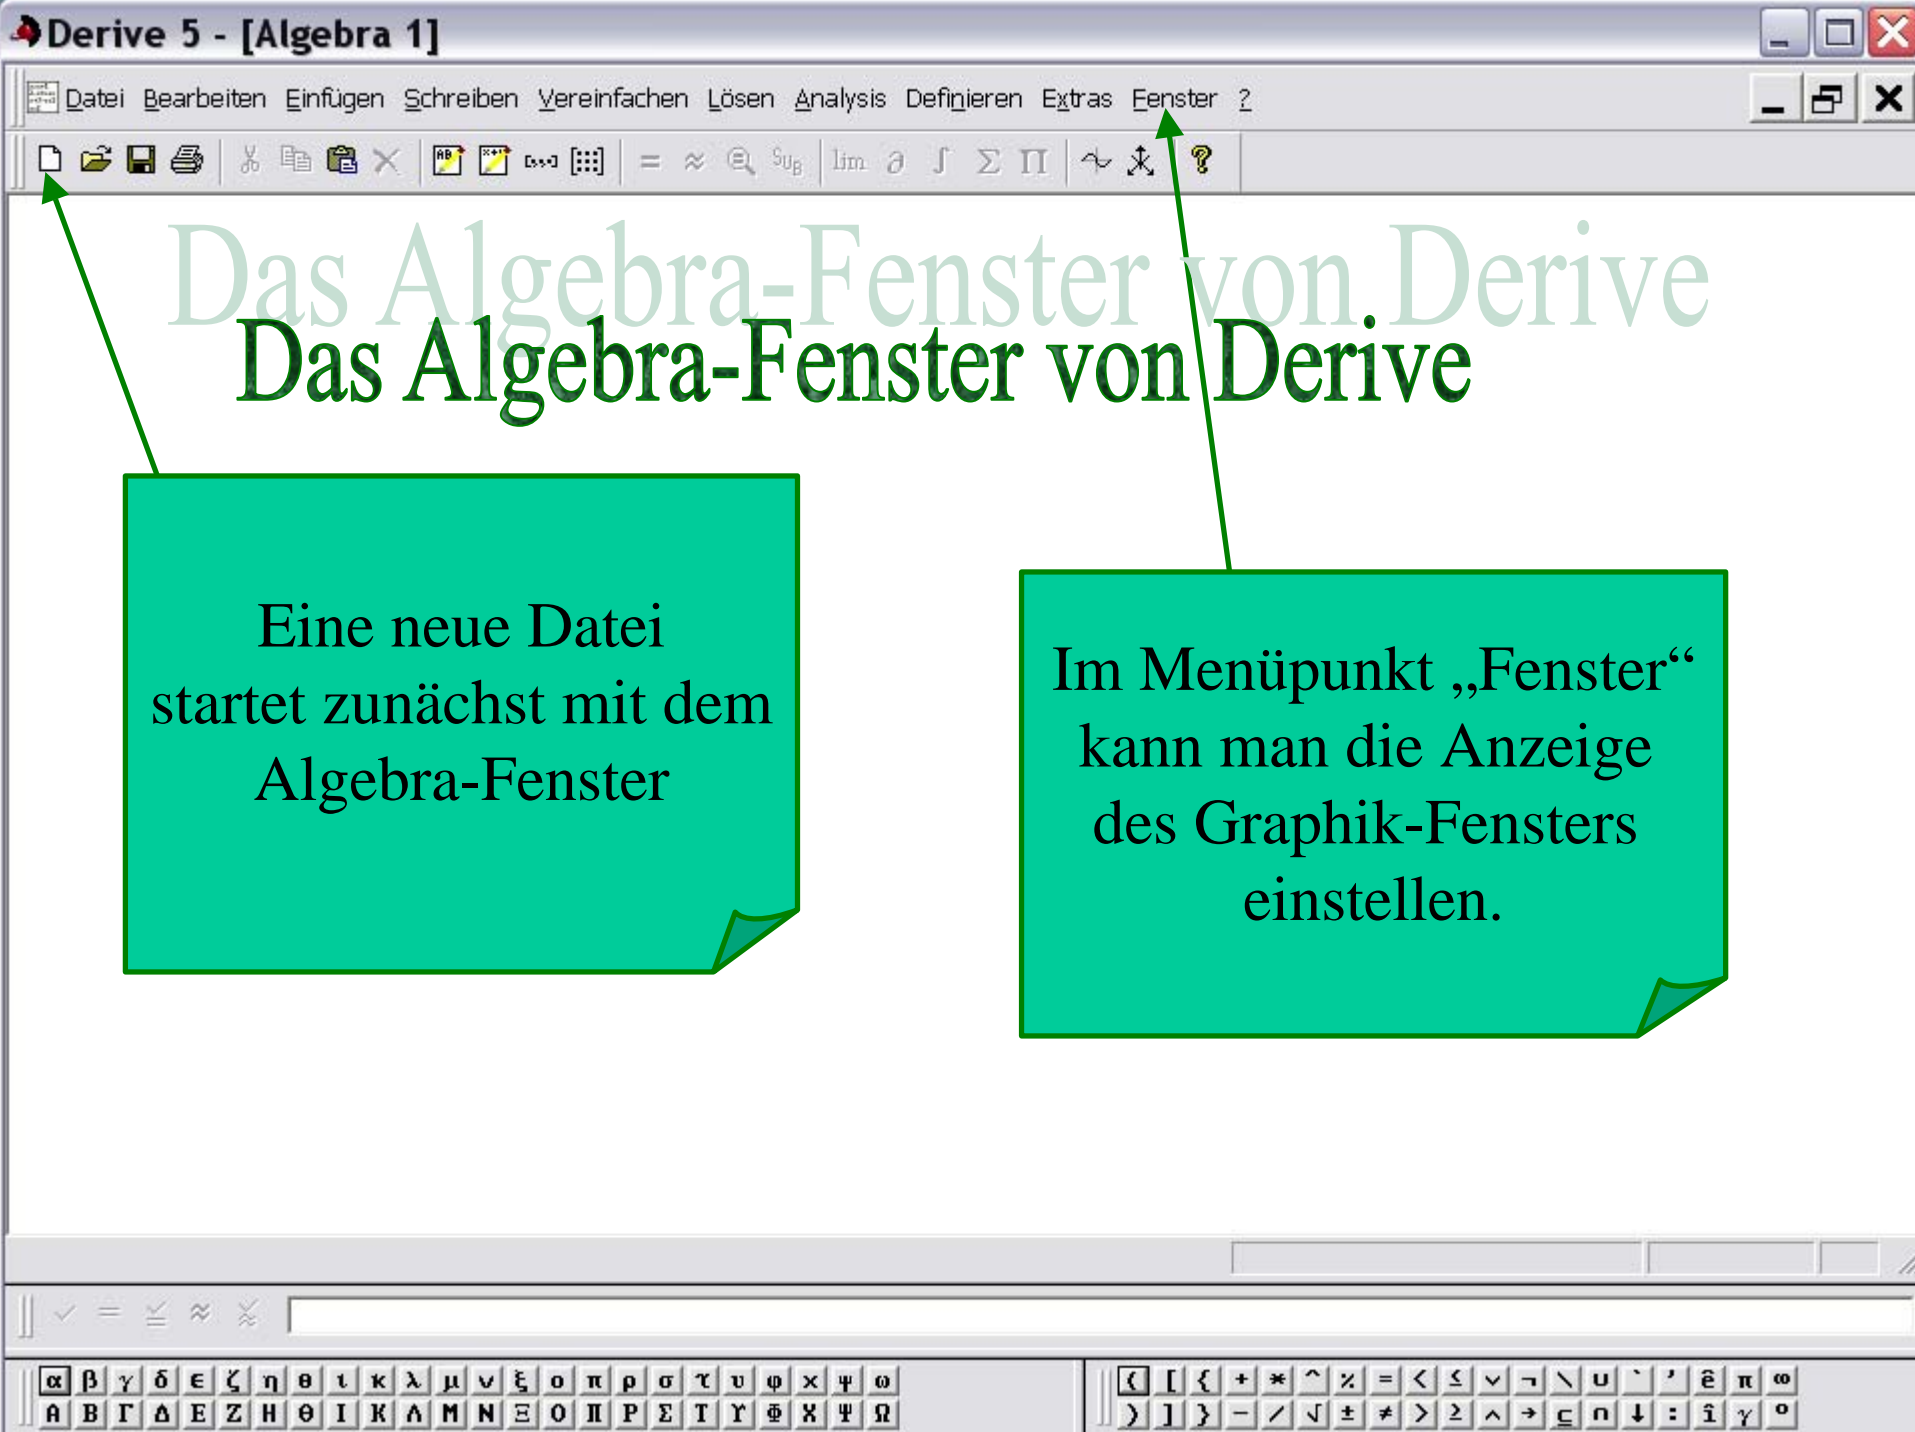 Derive 5 - [Algebra 1]
Datei Bearbeiten Einfügen Schreiben Vereinfachen Lösen Analysis Definieren Extras Fenster ?
= ≈ SUB lim ∂ ∫ Σ Π
Das Algebra-Fenster von Derive
Das Algebra-Fenster von Derive
Eine neue Datei
startet zunächst mit dem
Algebra-Fenster
Im Menüpunkt „Fenster“
kann man die Anzeige
des Graphik-Fensters
einstellen.
α β γ δ ϵ ζ η θ ι κ λ μ ν ξ ο π ρ σ τ υ φ χ ψ ω
Α Β Γ Δ Ε Ζ Η Θ Ι Κ Λ Μ Ν Ξ Ο Π Ρ Σ Τ Υ Φ Χ Ψ Ω
( [ { + * ^ % = < ≤ ∨ ¬ \ ∪ ` ' ê π ∞
) ] } - / √ ± ≠ > ≥ ∧ → ⊆ ∩ ↓ : î γ °